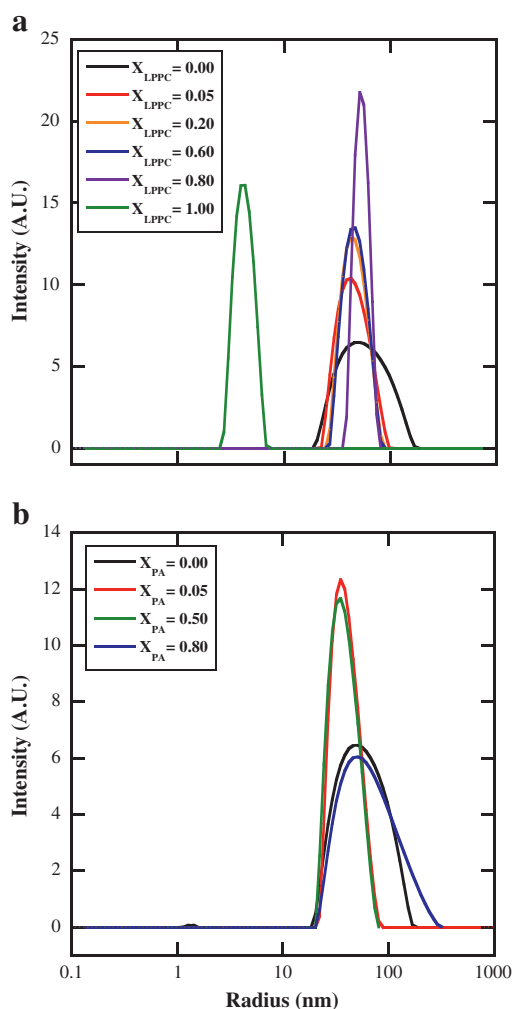 a
25
20
15
10
5
0
Intensity (A.U.)
X_LPPC = 0.00
X_LPPC = 0.05
X_LPPC = 0.20
X_LPPC = 0.60
X_LPPC = 0.80
X_LPPC = 1.00
b
14
12
10
8
6
4
2
0
Intensity (A.U.)
X_PA = 0.00
X_PA = 0.05
X_PA = 0.50
X_PA = 0.80
0.1 1 10 100 1000
Radius (nm)